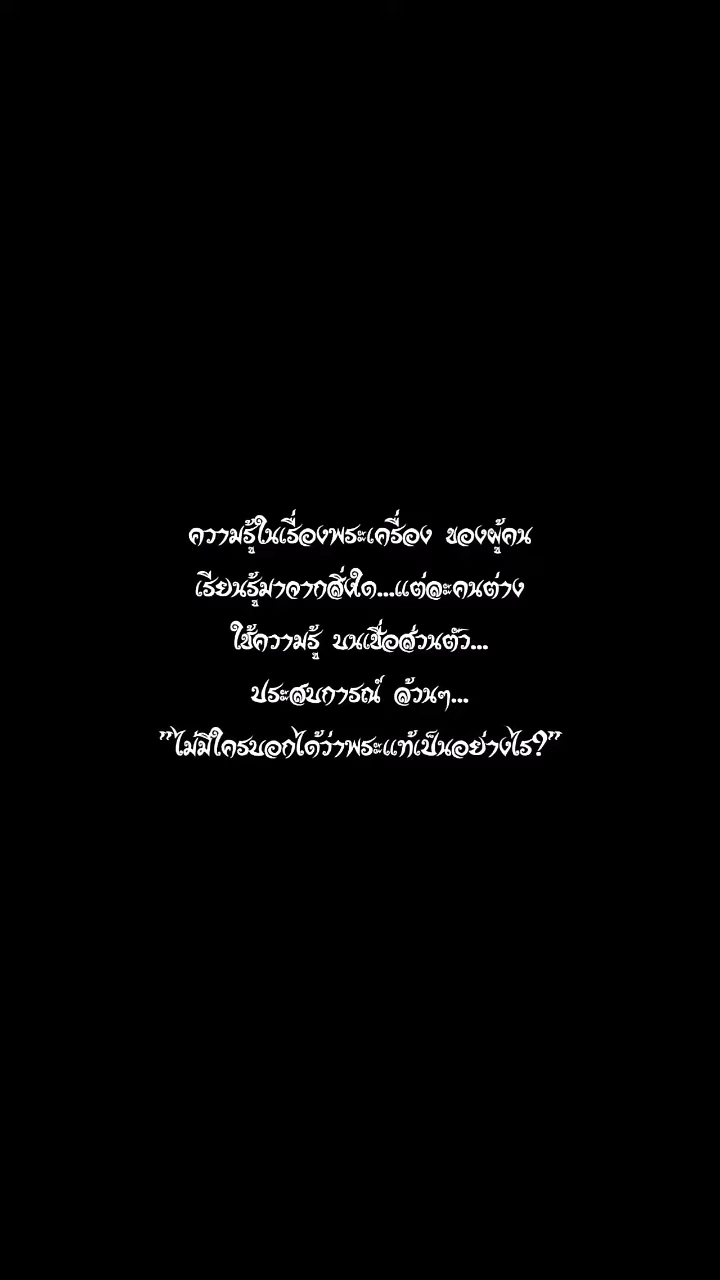 ความรู้ในเรื่องพระเครื่อง ของผู้คน
เรียนรู้มาจากสิ่งใด...แต่ละคนต่าง
ใช้ความรู้ บนเชื่อส่วนตัว...
ประสบการณ์ ล้วนๆ...
"ไม่มีใครบอกได้ว่าพระแท้เป็นอย่างไร?"